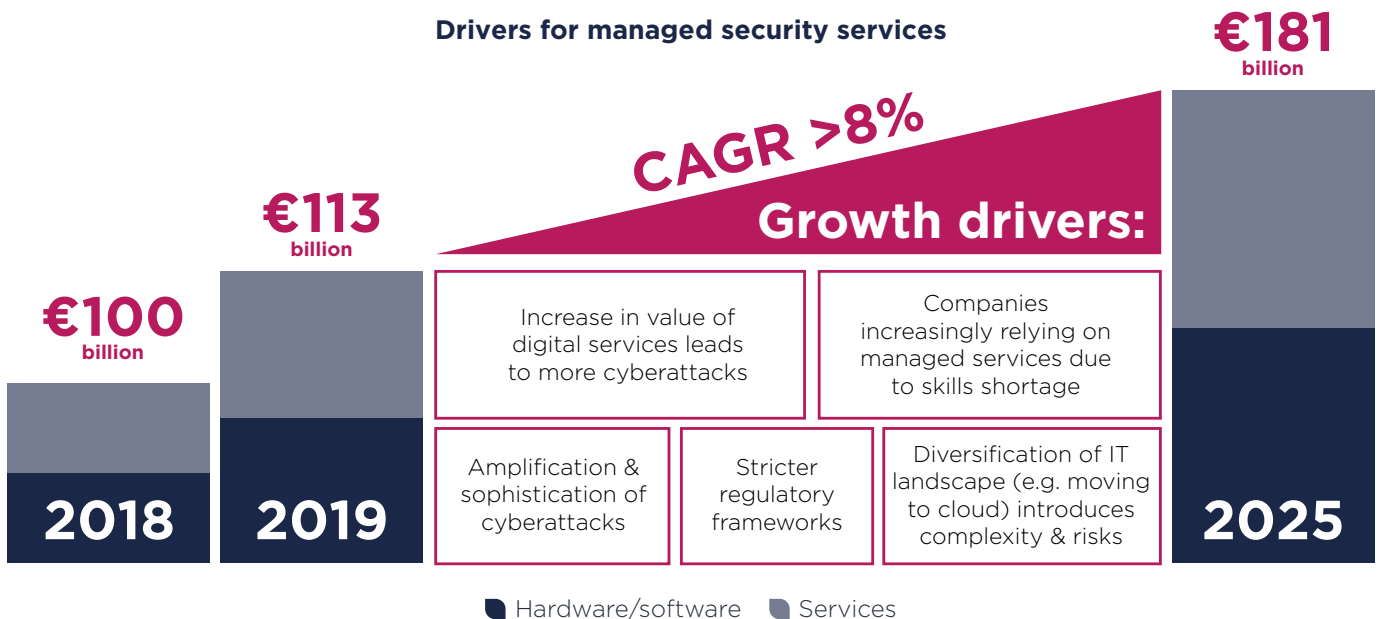 Drivers for managed security services
€181
billion
CAGR >8%
Growth drivers:
€113
billion
€100
billion
Increase in value of
digital services leads
to more cyberattacks
Companies
increasingly relying on
managed services due
to skills shortage
Amplification &
sophistication of
cyberattacks
Stricter
regulatory
frameworks
Diversification of IT
landscape (e.g. moving
to cloud) introduces
complexity & risks
2018
2019
2025
Hardware/software
Services